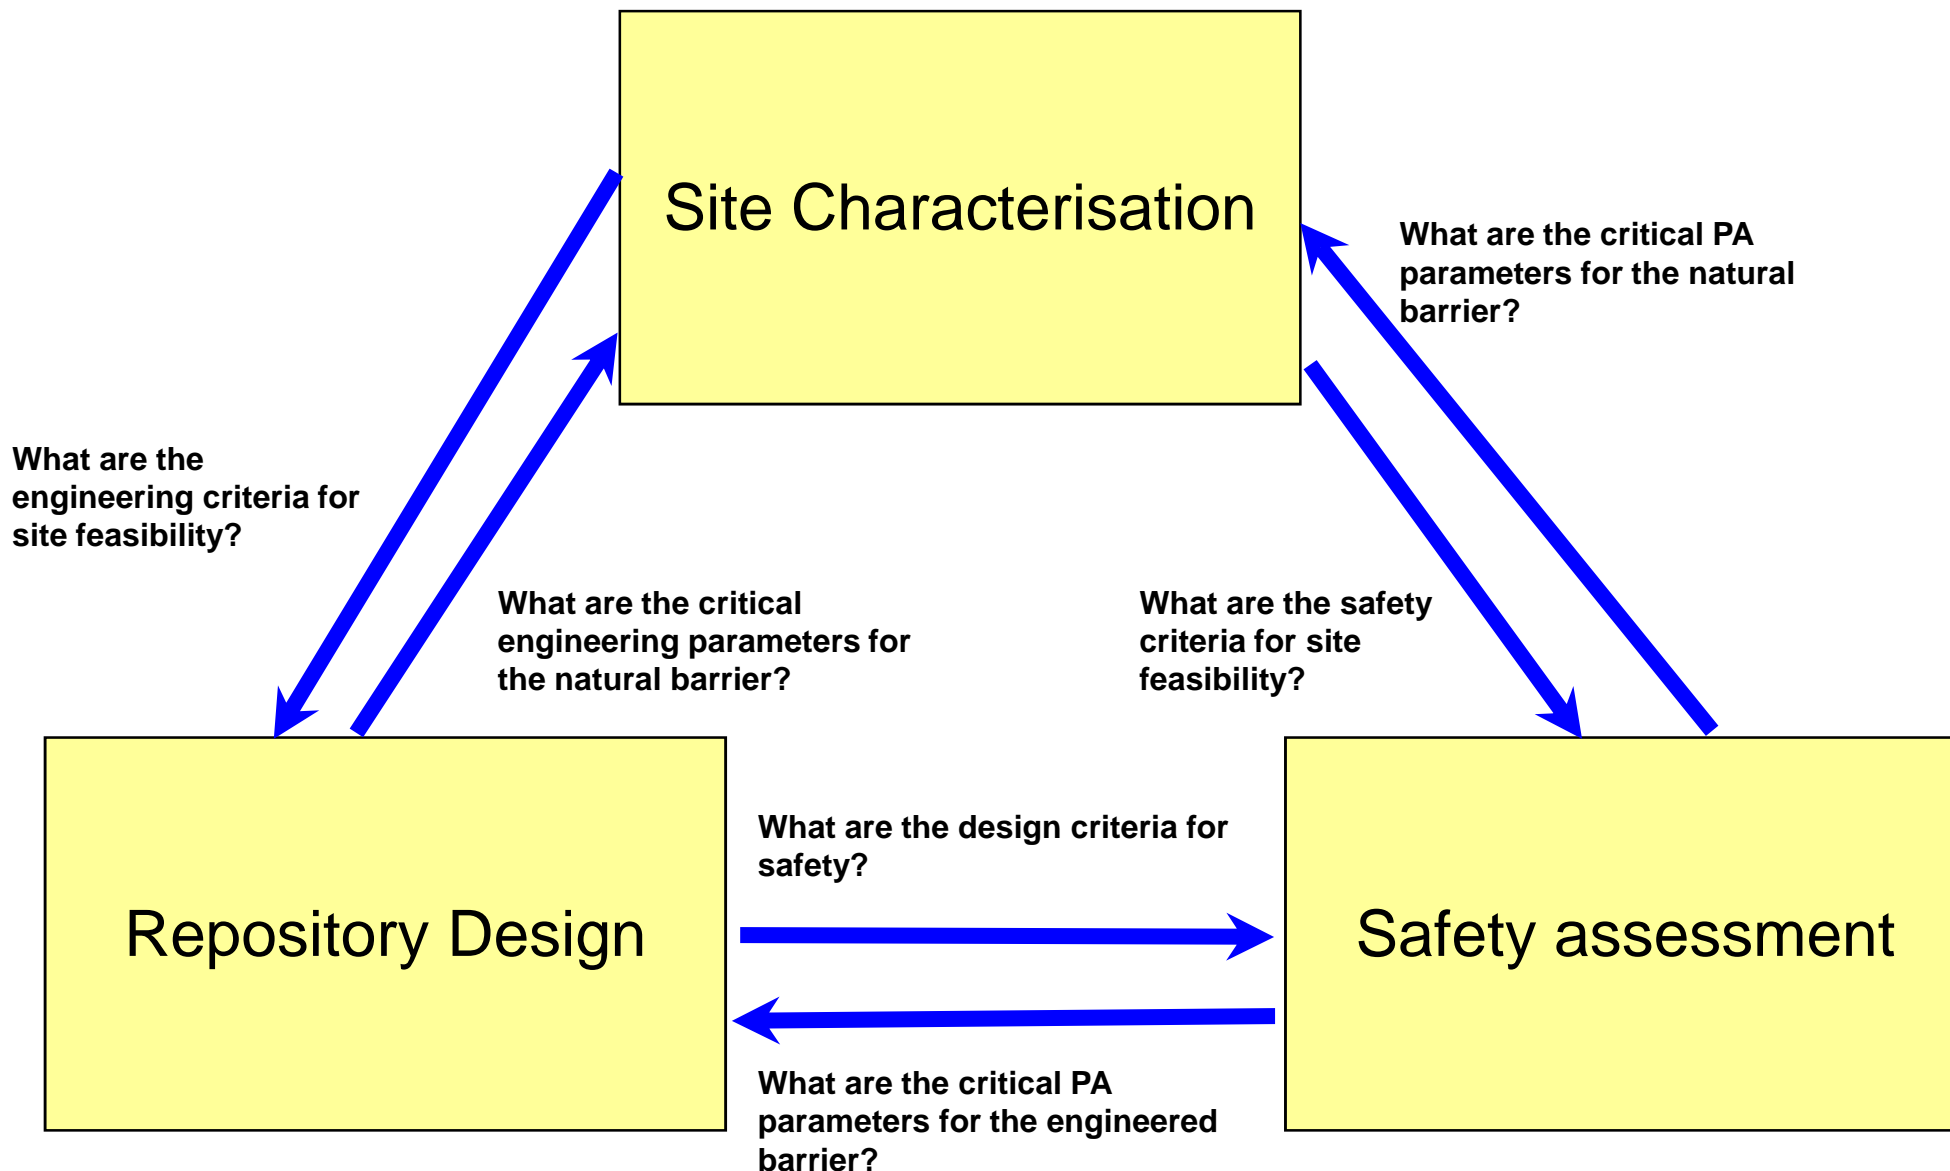 Site Characterisation
What are the critical PA
parameters for the natural
barrier?
What are the
engineering criteria for
site feasibility?
What are the critical
engineering parameters for
the natural barrier?
What are the safety
criteria for site
feasibility?
What are the design criteria for
safety?
Repository Design
Safety assessment
What are the critical PA
parameters for the engineered
barrier?